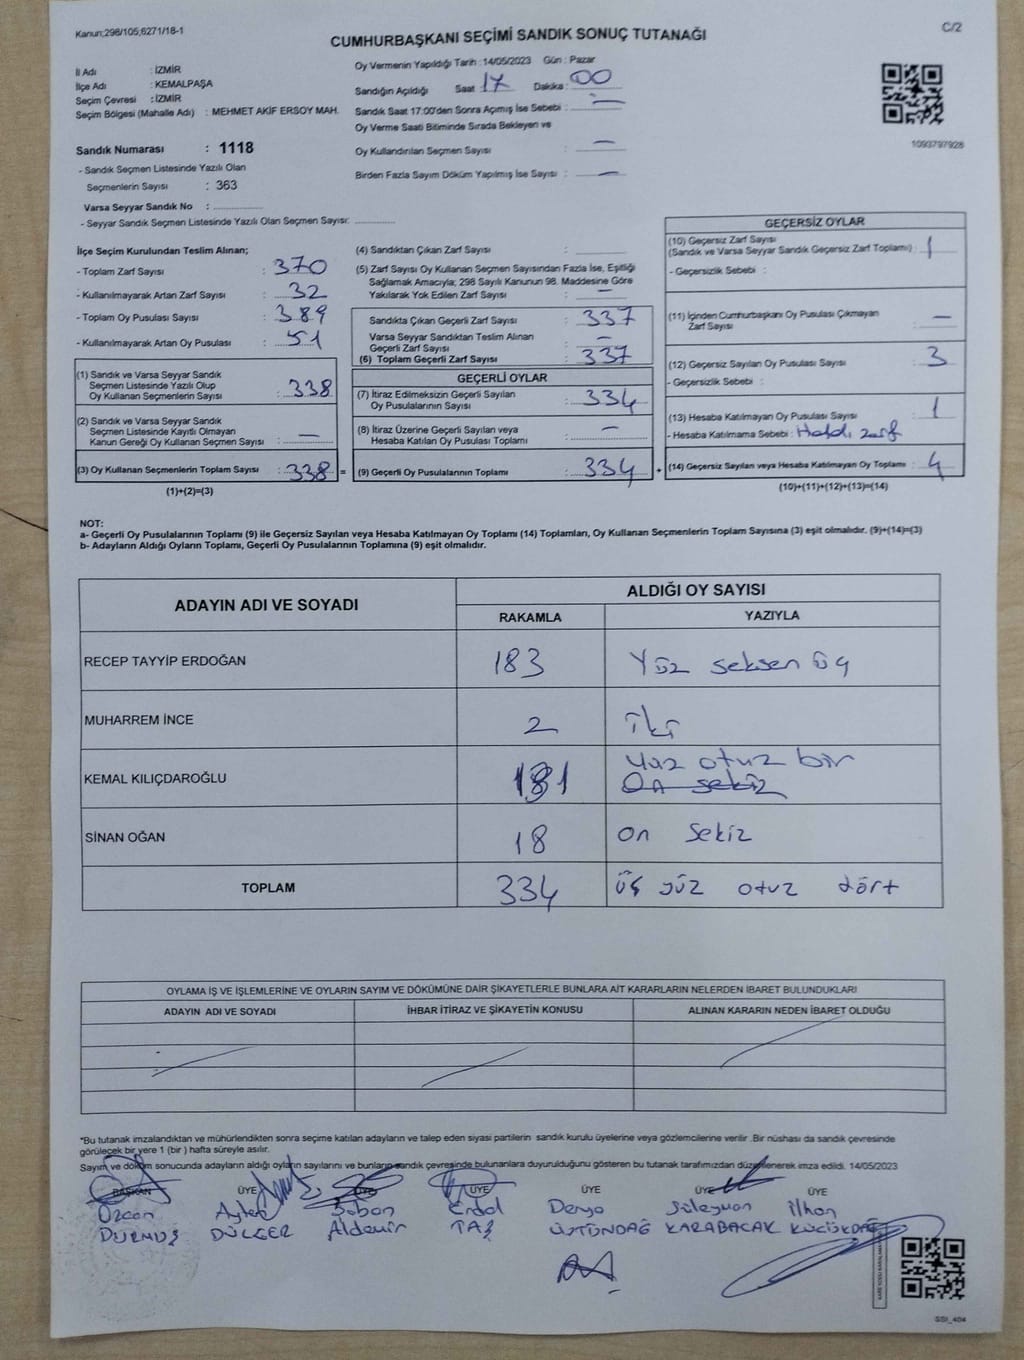 Kanun;298/105;6271/18-1
C/2
CUMHURBAŞKANI SEÇİMİ SANDIK SONUÇ TUTANAĞI
İl Adı : İZMİR
İlçe Adı : KEMALPAŞA
Seçim Çevresi : İZMİR
Seçim Bölgesi (Mahalle Adı) : MEHMET AKİF ERSOY MAH.
Sandık Numarası : 1118
- Sandık Seçmen Listesinde Yazılı Olan
Seçmenlerin Sayısı : 363
Varsa Seyyar Sandık No :
- Seyyar Sandık Seçmen Listesinde Yazılı Olan Seçmen Sayısı:
Oy Vermenin Yapıldığı Tarih : 14/05/2023 Gün : Pazar
Sandığın Açıldığı Saat : 17 Dakika : 00
Sandık Saat 17.00'den Sonra Açımış İse Sebebi : —
Oy Verme Saati Bitiminde Sırada Bekleyen ve
Oy Kullandırılan Seçmen Sayısı : —
Birden Fazla Sayım Döküm Yapılmış İse Sayısı : —
1093797928
İlçe Seçim Kurulundan Teslim Alınan;
- Toplam Zarf Sayısı : 370
- Kullanılmayarak Artan Zarf Sayısı : 32
- Toplam Oy Pusulası Sayısı : 389
- Kullanılmayarak Artan Oy Pusulası : 51
(1) Sandık ve Varsa Seyyar Sandık
Seçmen Listesinde Yazılı Olup
Oy Kullanan Seçmenlerin Sayısı : 338
(2) Sandık ve Varsa Seyyar Sandık
Seçmen Listesinde Kayıtlı Olmayan
Kanun Gereği Oy Kullanan Seçmen Sayısı : —
(3) Oy Kullanan Seçmenlerin Toplam Sayısı : 338 =
(1)+(2)=(3)
(4) Sandıktan Çıkan Zarf Sayısı :
(5) Zarf Sayısı Oy Kullanan Seçmen Sayısından Fazla İse, Eşitliği
Sağlamak Amacıyla; 298 Sayılı Kanunun 98. Maddesine Göre
Yakılarak Yok Edilen Zarf Sayısı : —
Sandıkta Çıkan Geçerli Zarf Sayısı : 337
Varsa Seyyar Sandıktan Teslim Alınan
Geçerli Zarf Sayısı : —
(6) Toplam Geçerli Zarf Sayısı : 337
GEÇERLİ OYLAR
(7) İtiraz Edilmeksizin Geçerli Sayılan
Oy Pusulalarının Sayısı : 334
(8) İtiraz Üzerine Geçerli Sayılan veya
Hesaba Katılan Oy Pusulası Toplamı : —
(9) Geçerli Oy Pusulalarının Toplamı : 334 +
GEÇERSİZ OYLAR
(10) Geçersiz Zarf Sayısı
(Sandık ve Varsa Seyyar Sandık Geçersiz Zarf Toplamı) : 1
- Geçersizlik Sebebi :
(11) İçinden Cumhurbaşkanı Oy Pusulası Çıkmayan
Zarf Sayısı : —
(12) Geçersiz Sayılan Oy Pusulası Sayısı : 3
- Geçersizlik Sebebi :
(13) Hesaba Katılmayan Oy Pusulası Sayısı : 1
- Hesaba Katılmama Sebebi : zarf
(14) Geçersiz Sayılan veya Hesaba Katılmayan Oy Toplamı : 4
(10)+(11)+(12)+(13)=(14)
NOT:
a- Geçerli Oy Pusulalarının Toplamı (9) ile Geçersiz Sayılan veya Hesaba Katılmayan Oy Toplamı (14) Toplamları, Oy Kullanan Seçmenlerin Toplam Sayısına (3) eşit olmalıdır. (9)+(14)=(3)
b- Adayların Aldığı Oyların Toplamı, Geçerli Oy Pusulalarının Toplamına (9) eşit olmalıdır.
ADAYIN ADI VE SOYADI
ALDIĞI OY SAYISI
RAKAMLA YAZIYLA
RECEP TAYYİP ERDOĞAN 183 Yüz seksen üç
MUHARREM İNCE 2 iki
yüz otuz bir
KEMAL KILIÇDAROĞLU 131 On sekiz
SİNAN OĞAN 18 on sekiz
TOPLAM 334 üç yüz otuz dört
OYLAMA İŞ VE İŞLEMLERİNE VE OYLARIN SAYIM VE DÖKÜMÜNE DAİR ŞİKAYETLERLE BUNLARA AİT KARARLARIN NELERDEN İBARET BULUNDUKLARI
ADAYIN ADI VE SOYADI İHBAR İTİRAZ VE ŞİKAYETİN KONUSU ALINAN KARARIN NEDEN İBARET OLDUĞU
*Bu tutanak imzalandıktan ve mühürlendikten sonra seçime katılan adayların ve talep eden siyasi partilerin sandık kurulu üyelerine veya gözlemcilerine verilir .Bir nüshası da sandık çevresinde
görülecek bir yere 1 (bir ) hafta süreyle asılır.
Sayım ve döküm sonucunda adayların aldığı oyların sayılarını ve bunların sandık çevresinde bulunanlara duyurulduğunu gösteren bu tutanak tarafımızdan düzenlenerek imza edildi. 14/05/2023
BAŞKAN ÜYE ÜYE ÜYE ÜYE ÜYE ÜYE
Özcan Ayten Şaban Erdal Derya Süleyman İlhan
DURMUŞ DÜLGER Aldemir TAŞ ÜSTÜNDAĞ KARABACAK KÜÇÜKDAĞ
SSI_404